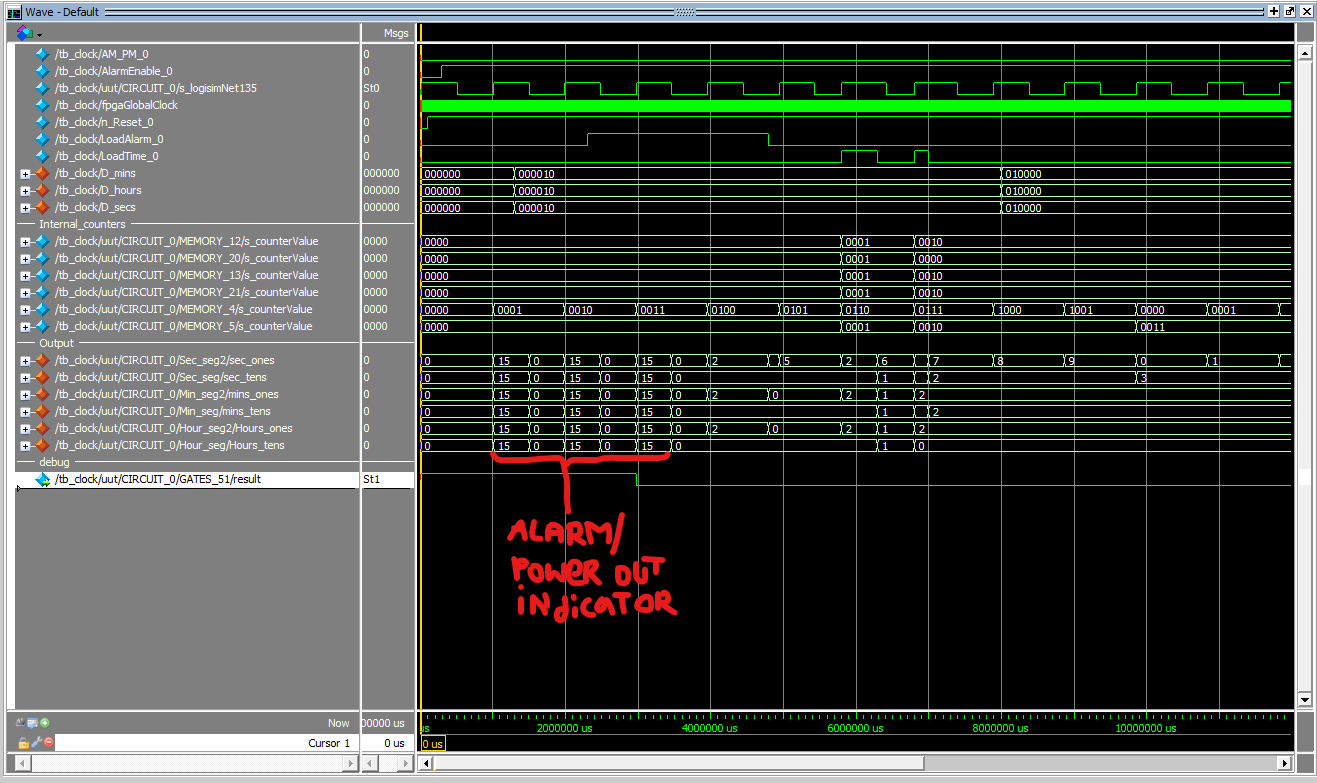 Wave - Default
Msgs
/tb_clock/AM_PM_0 0
/tb_clock/AlarmEnable_0 0
/tb_clock/uut/CIRCUIT_0/s_logisimNet135 St0
/tb_clock/fpgaGlobalClock 0
/tb_clock/n_Reset_0 0
/tb_clock/LoadAlarm_0 0
/tb_clock/LoadTime_0 0
/tb_clock/D_mins 000000 000000 000010 010000
/tb_clock/D_hours 000000 000000 000010 010000
/tb_clock/D_secs 000000 000000 000010 010000
Internal_counters
/tb_clock/uut/CIRCUIT_0/MEMORY_12/s_counterValue 0000 0000 0001 0010
/tb_clock/uut/CIRCUIT_0/MEMORY_20/s_counterValue 0000 0000 0001 0000
/tb_clock/uut/CIRCUIT_0/MEMORY_13/s_counterValue 0000 0000 0001 0010
/tb_clock/uut/CIRCUIT_0/MEMORY_21/s_counterValue 0000 0000 0001 0010
/tb_clock/uut/CIRCUIT_0/MEMORY_4/s_counterValue 0000 0000 0001 0010 0011 0100 0101 0110 0111 1000 1001 0000 0001
/tb_clock/uut/CIRCUIT_0/MEMORY_5/s_counterValue 0000 0000 0001 0010 0011
Output
/tb_clock/uut/CIRCUIT_0/Sec_seg2/sec_ones 0 0 15 0 15 0 15 0 2 5 2 6 7 8 9 0 1
/tb_clock/uut/CIRCUIT_0/Sec_seg/sec_tens 0 0 15 0 15 0 15 0 1 2 3
/tb_clock/uut/CIRCUIT_0/Min_seg2/mins_ones 0 0 15 0 15 0 15 0 2 0 2 1 2
/tb_clock/uut/CIRCUIT_0/Min_seg/mins_tens 0 0 15 0 15 0 15 0 1 2
/tb_clock/uut/CIRCUIT_0/Hour_seg2/Hours_ones 0 0 15 0 15 0 15 0 2 0 2 1 2
/tb_clock/uut/CIRCUIT_0/Hour_seg/Hours_tens 0 0 15 0 15 0 15 0 1 0
debug
/tb_clock/uut/CIRCUIT_0/GATES_51/result St1
ALARM/
POWER OUT
INdicATOR
Now 00000 us us 2000000 us 4000000 us 6000000 us 8000000 us 10000000 us
Cursor 1 0 us 0 us